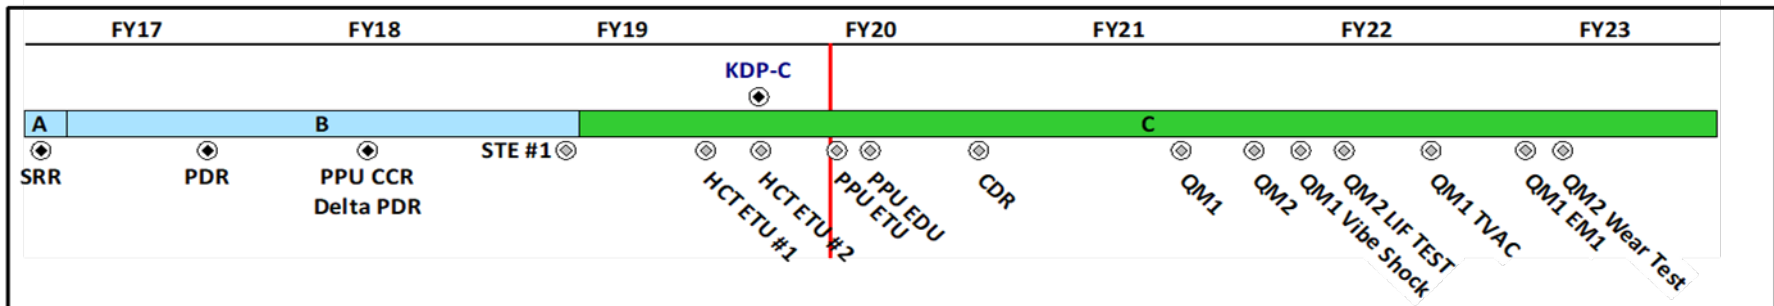 FY17 FY18 FY19 FY20 FY21 FY22 FY23
KDP-C
A B C
SRR
PDR
PPU CCR
Delta PDR
STE #1
HCT ETU #1
HCT ETU #2
PPU ETU
PPU EDU
CDR
QM1
QM2
QM1 Vibe Shock
QM2 LIF TEST
QM1 TVAC
QM1 EM1
QM2 Wear Test